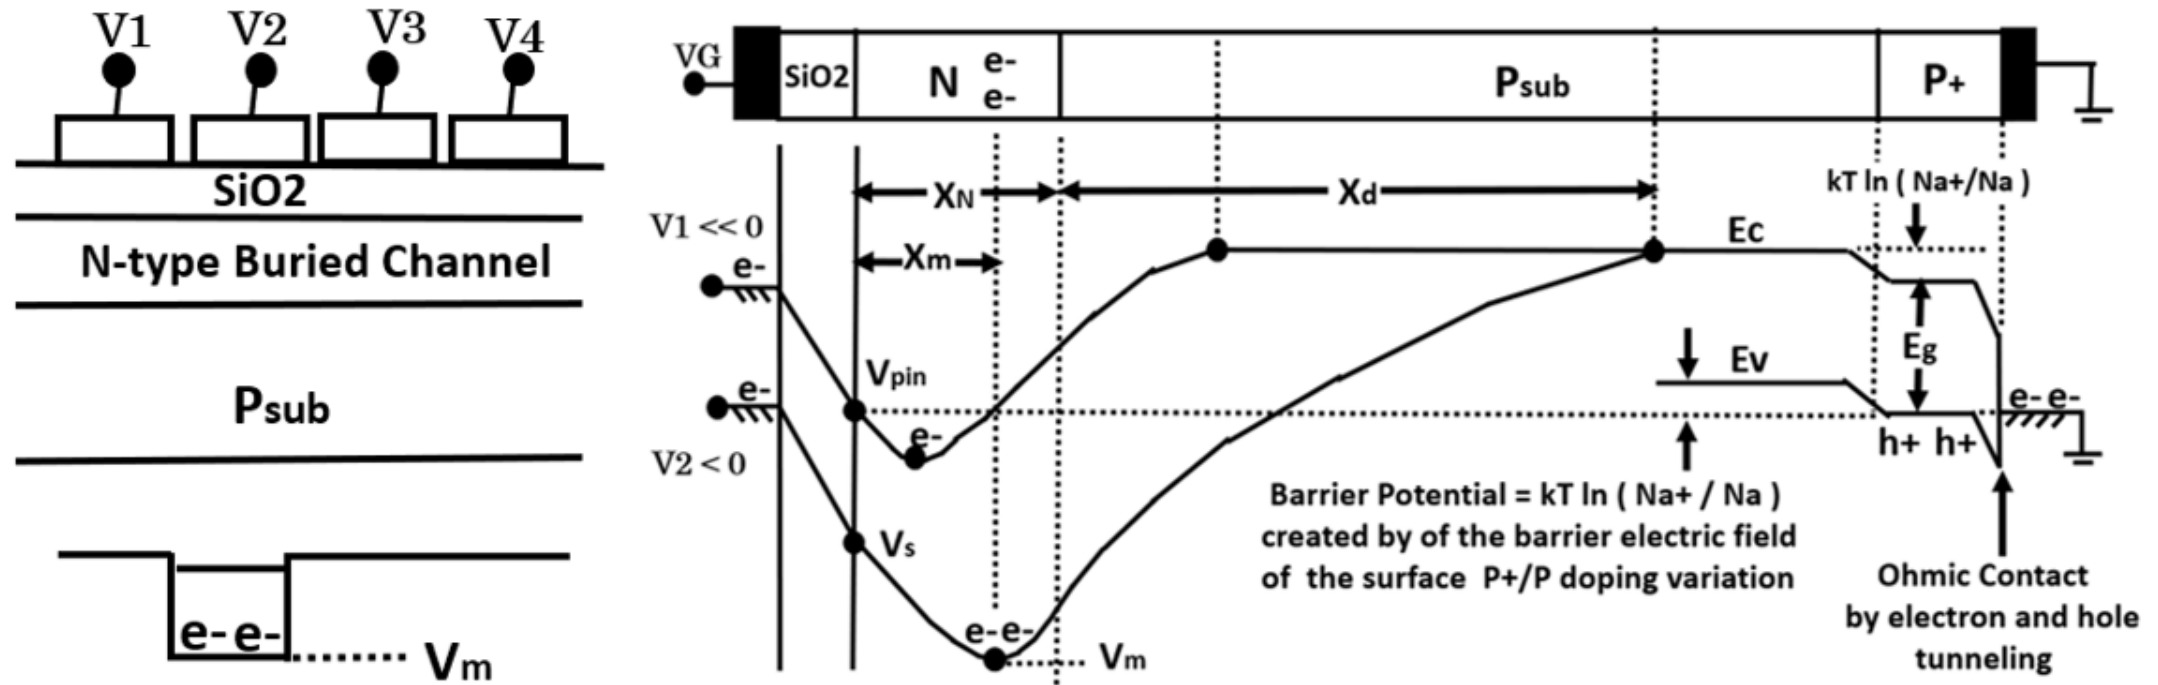 V1 V2 V3 V4
SiO2
N-type Buried Channel
Psub
e- e-
Vm
VG
SiO2
N
e-
e-
Psub
P+
XN
Xd
kT ln ( Na+/Na )
V1 << 0
Xm
Ec
e-
Vpin
Ev
Eg
e-
e-
e- e-
h+ h+
V2 < 0
Vs
Barrier Potential = kT ln ( Na+ / Na )
created by of the barrier electric field
of the surface P+/P doping variation
e- e-
Vm
Ohmic Contact
by electron and hole
tunneling